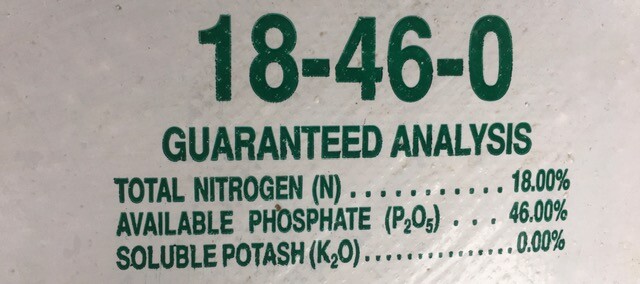 18-46-0
GUARANTEED ANALYSIS
TOTAL NITROGEN (N) . . . . . . . . . . . 18.00%
AVAILABLE PHOSPHATE (P₂O₅) . . . 46.00%
SOLUBLE POTASH (K₂O) . . . . . . . . . . . . . . 0.00%